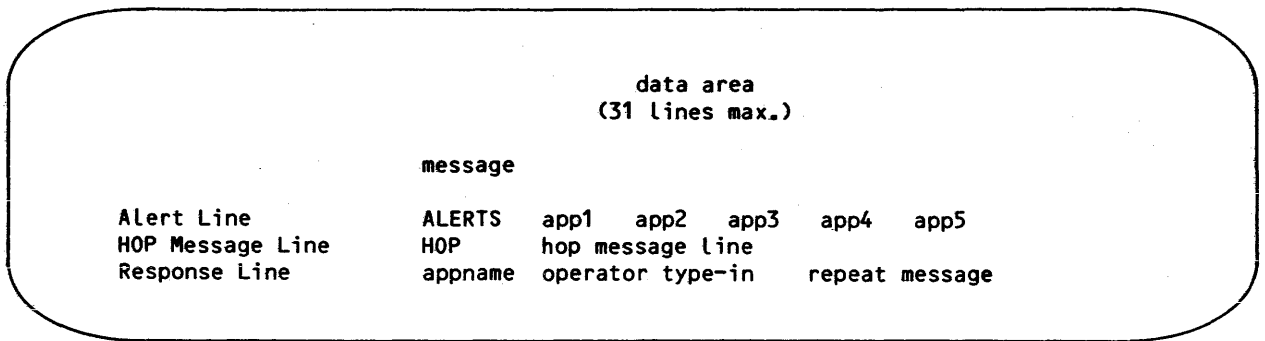 data area
(31 lines max.)
message
Alert Line ALERTS app1 app2 app3 app4 app5
HOP Message Line HOP hop message line
Response Line appname operator type-in repeat message